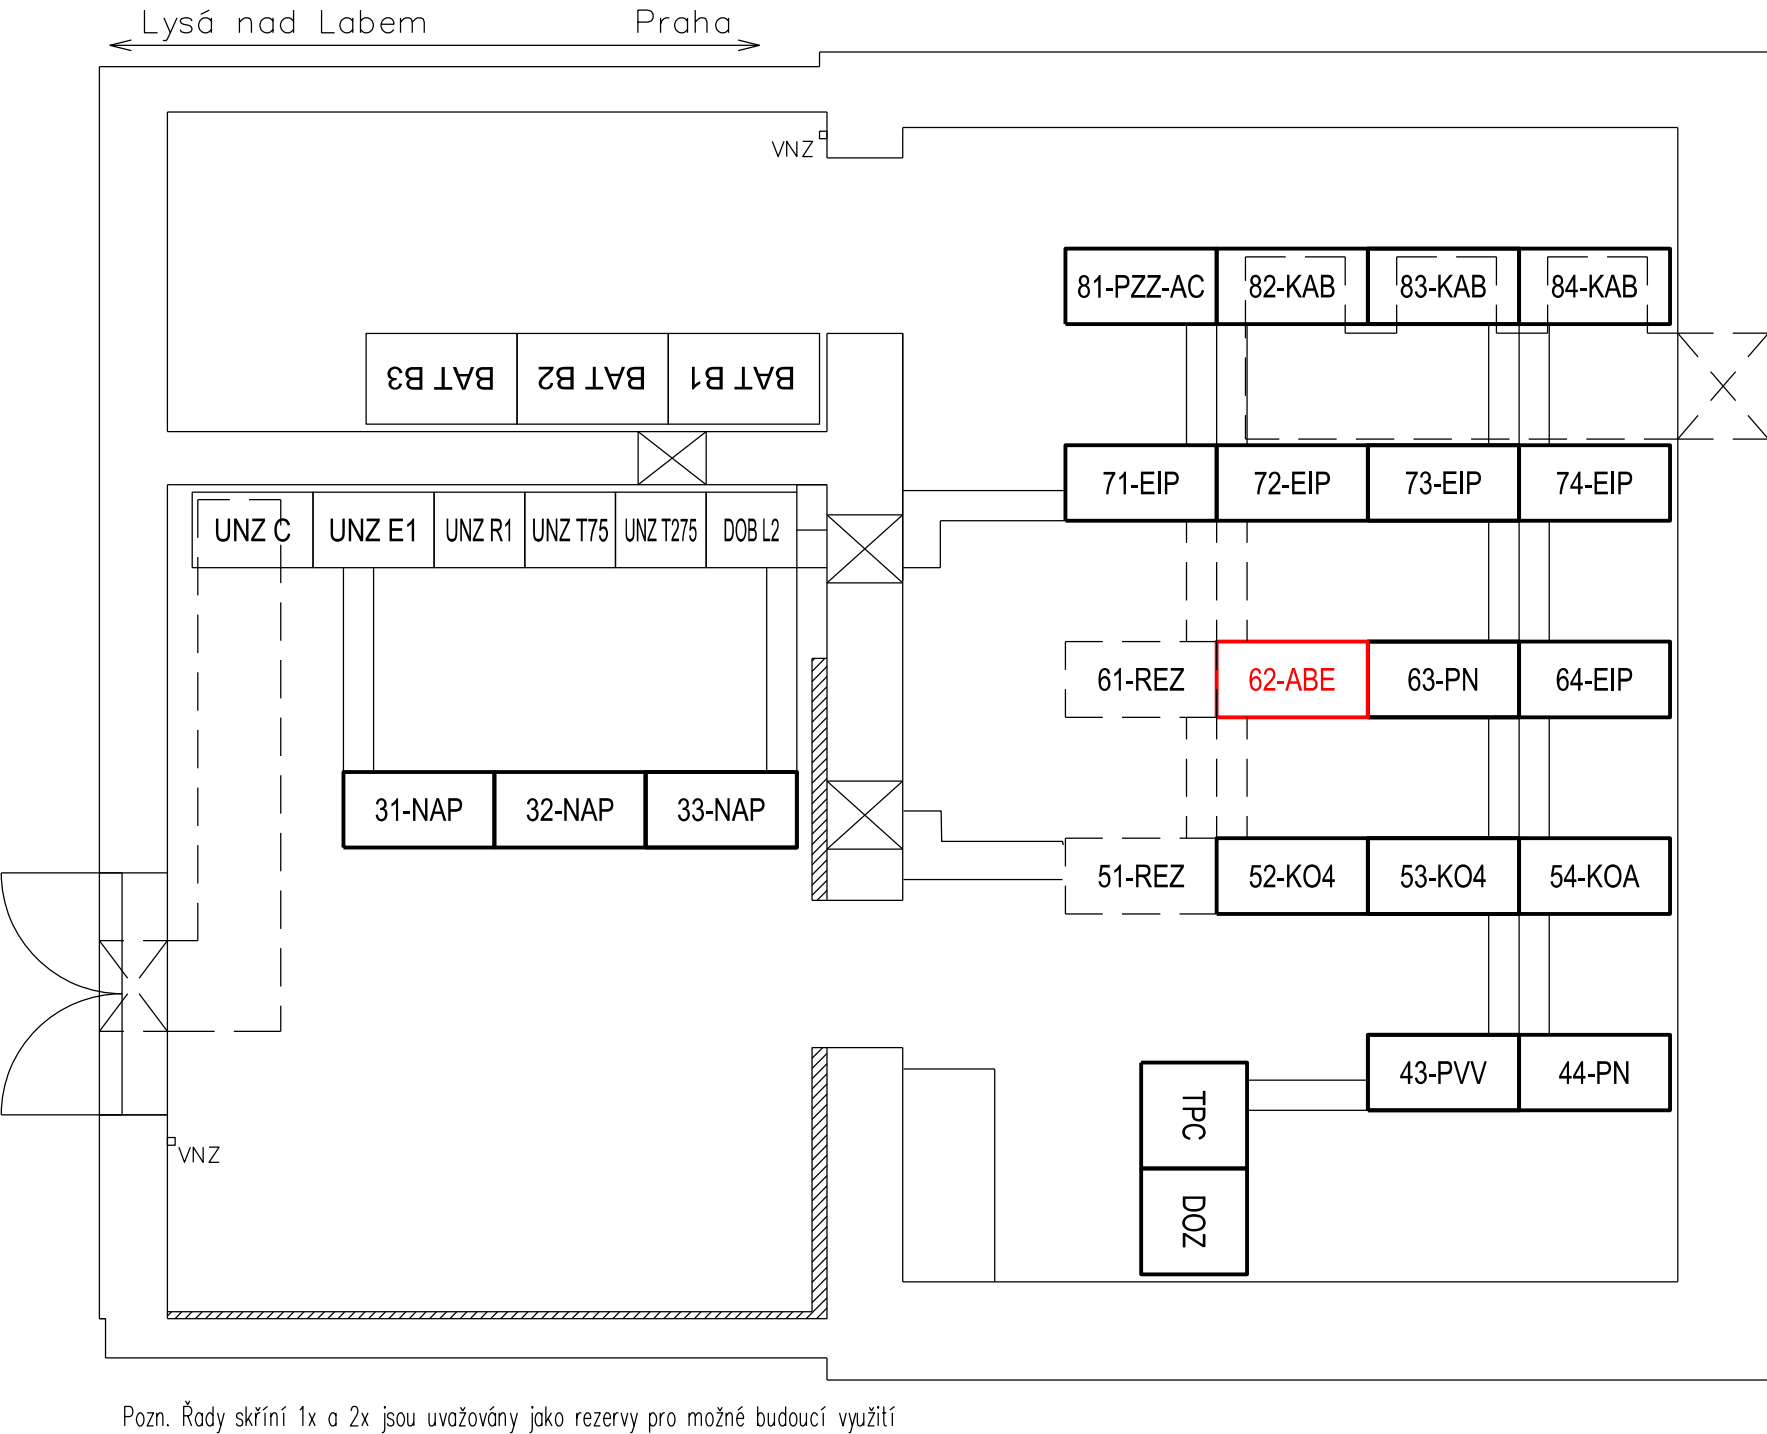 Lysá nad Labem Praha
VNZ
81-PZZ-AC 82-KAB 83-KAB 84-KAB
BAT B3 BAT B2 BAT B1
71-EIP 72-EIP 73-EIP 74-EIP
UNZ C UNZ E1 UNZ R1 UNZ T75 UNZ T275 DOB L2
61-REZ 62-ABE 63-PN 64-EIP
31-NAP 32-NAP 33-NAP
51-REZ 52-KO4 53-KO4 54-KOA
43-PVV 44-PN
TPC
VNZ
DOZ
Pozn. Řady skříní 1x a 2x jsou uvažovány jako rezervy pro možné budoucí využití